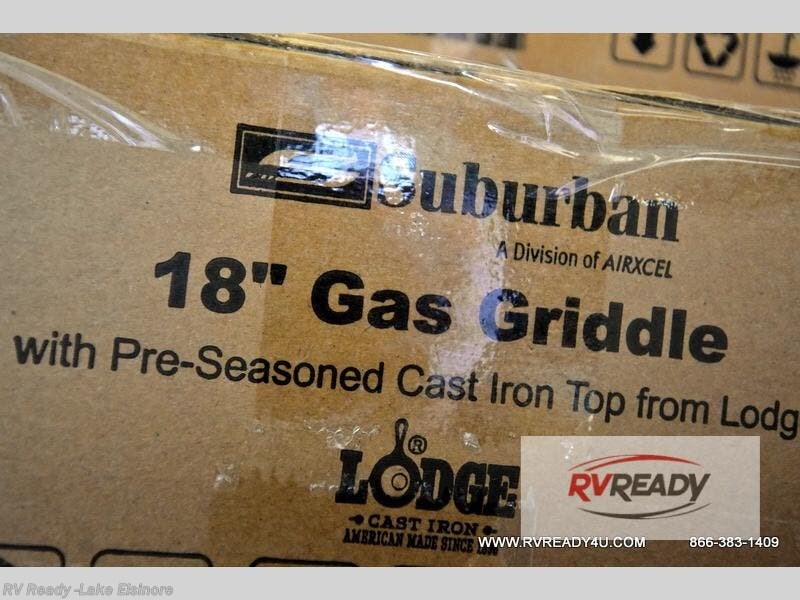 Suburban
A Division of AIRXCEL
18" Gas Griddle
with Pre-Seasoned Cast Iron Top from Lodg
LODGE®
CAST IRON
AMERICAN MADE SINCE 1896
RVREADY
WWW.RVREADY4U.COM 866-383-1409
RV Ready -Lake Elsinore